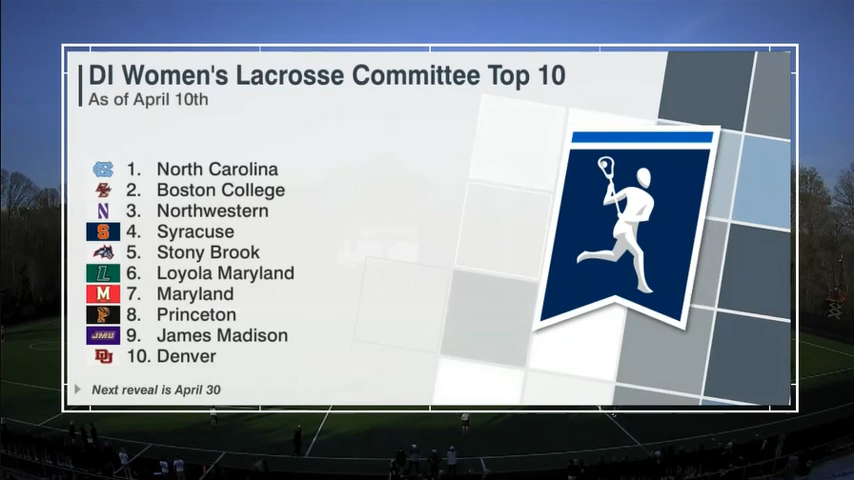 DI Women's Lacrosse Committee Top 10
As of April 10th
1. North Carolina
2. Boston College
3. Northwestern
4. Syracuse
5. Stony Brook
6. Loyola Maryland
7. Maryland
8. Princeton
9. James Madison
10. Denver
Next reveal is April 30